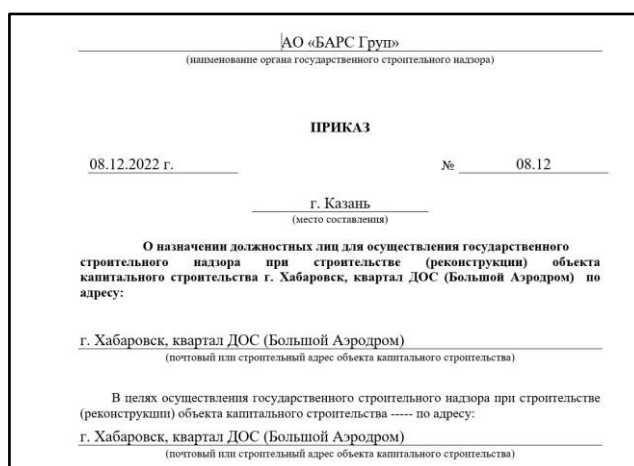 АО «БАРС Груп»
(наименование органа государственного строительного надзора)
ПРИКАЗ
08.12.2022 г. № 08.12
г. Казань
(место составления)
О назначении должностных лиц для осуществления государственного
строительного надзора при строительстве (реконструкции) объекта
капитального строительства г. Хабаровск, квартал ДОС (Большой Аэродром) по
адресу:
г. Хабаровск, квартал ДОС (Большой Аэродром)
(почтовый или строительный адрес объекта капитального строительства)
В целях осуществления государственного строительного надзора при строительстве
(реконструкции) объекта капитального строительства ----- по адресу:
г. Хабаровск, квартал ДОС (Большой Аэродром)
(почтовый или строительный адрес объекта капитального строительства)